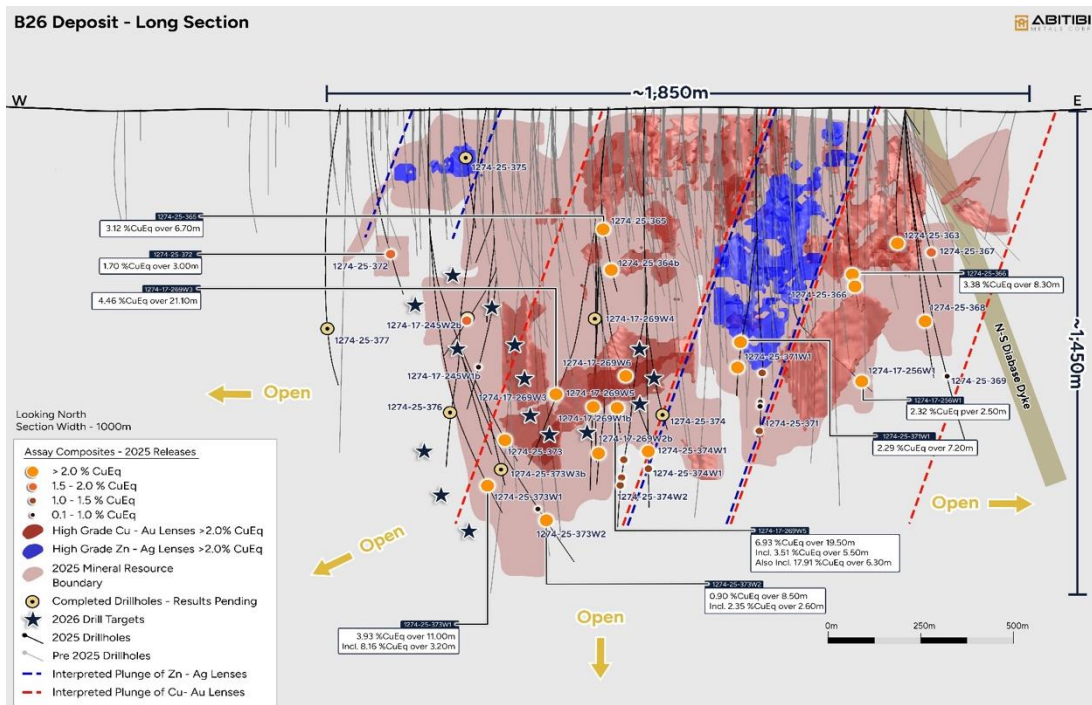 B26 Deposit - Long Section
ABITIBI
METALS CORP
~1;850m
W
E
1274-25-375
1274-25-365
3.12 %CuEq over 6.70m
1274-25-365
1274-25-363
1274-25-367
1274-25-372
1.70 %CuEq over 3.00m
1274-25-372
1274-25-364b
1274-25-366
3.38 %CuEq over 8.30m
1274-17-269W3
4.46 %CuEq over 21.10m
1274-25-366
~1;450m
1274-17-245W2b
1274-17-269W4
1274-25-368
1274-25-377
N-S Diabase Dyke
1274-25-371W1
1274-17-269W6
1274-17-245W1b
1274-17-256W1
1274-25-369
Open
1274-17-269W3
1274-17-269W5
1274-17-256W1
2.32 %CuEq pver 2.50m
1274-25-376
1274-17-269W1b
1274-25-374
1274-25-371
Looking North
Section Width - 1000m
1274-25-371W1
2.29 %CuEq over 7.20m
1274-17-269W2b
1274-25-373
1274-25-374W1
1274-25-373W3b
1274-25-374W1
1274-25-373W1
1274-25-374W2
Open
Open
1274-25-373W2
1274-17-269W5
6.93 %CuEq over 19.50m
Incl. 3.51 %CuEq over 5.50m
Also Incl. 17.91 %CuEq over 6.30m
1274-25-373W2
0.90 %CuEq over 8.50m
Incl. 2.35 %CuEq over 2.60m
Open
1274-25-373W1
3.93 %CuEq over 11.00m
Incl. 8.16 %CuEq over 3.20m
0m
250m
500m
Assay Composites - 2025 Releases
> 2.0 % CuEq
1.5 - 2.0 % CuEq
1.0 - 1.5 % CuEq
0.1 - 1.0 % CuEq
High Grade Cu - Au Lenses >2.0% CuEq
High Grade Zn - Ag Lenses >2.0% CuEq
2025 Mineral Resource
Boundary
Completed Drillholes - Results Pending
2026 Drill Targets
2025 Drillholes
Pre 2025 Drillholes
Interpreted Plunge of Zn - Ag Lenses
Interpreted Plunge of Cu- Au Lenses